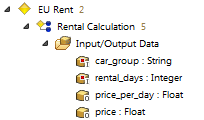 EU Rent 2
Rental Calculation 5
Input/Output Data
car_group : String
rental_days : Integer
price_per_day : Float
price : Float